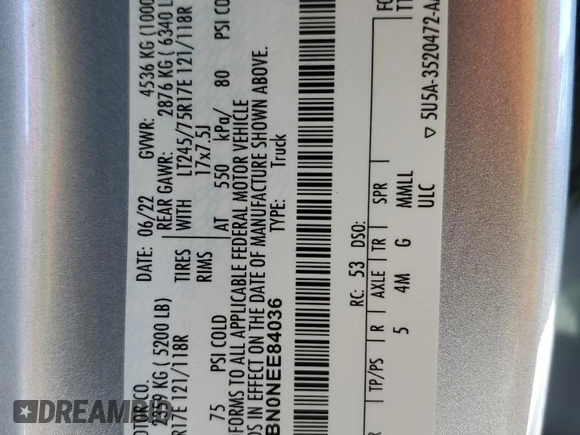 CO. DATE: 06/22 GVWR: 4536 KG (1000
2359 KG ( 5200 LB) REAR GAWR: 2876 KG ( 6340 L
R17E 121/118R TIRES WITH LT245/75R17E 121/118R
RIMS 17x7.5J
75 PSI COLD AT 550 kPa/ 80 PSI CO
FORMS TO ALL APPLICABLE FEDERAL MOTOR VEHICLE
DS IN EFFECT ON THE DATE OF MANUFACTURE SHOWN ABOVE.
BN0NEE84036 TYPE: Truck
RC: 53 DSO:
TP/PS R AXLE TR SPR
5 4M G MMLL
ULC
▽ 5U5A-3520472-A